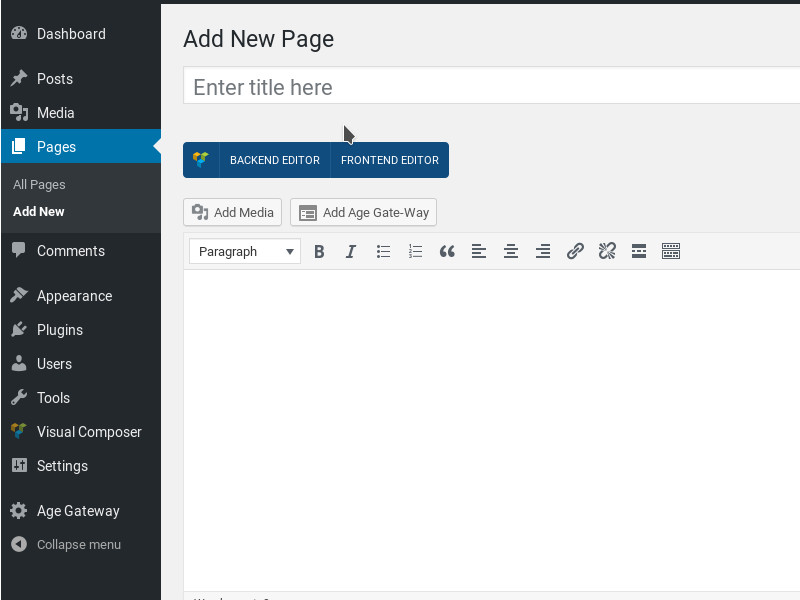 Dashboard
Posts
Media
Pages
All Pages
Add New
Comments
Appearance
Plugins
Users
Tools
Visual Composer
Settings
Age Gateway
Collapse menu
Add New Page
Enter title here
BACKEND EDITOR FRONTEND EDITOR
Add Media Add Age Gate-Way
Paragraph